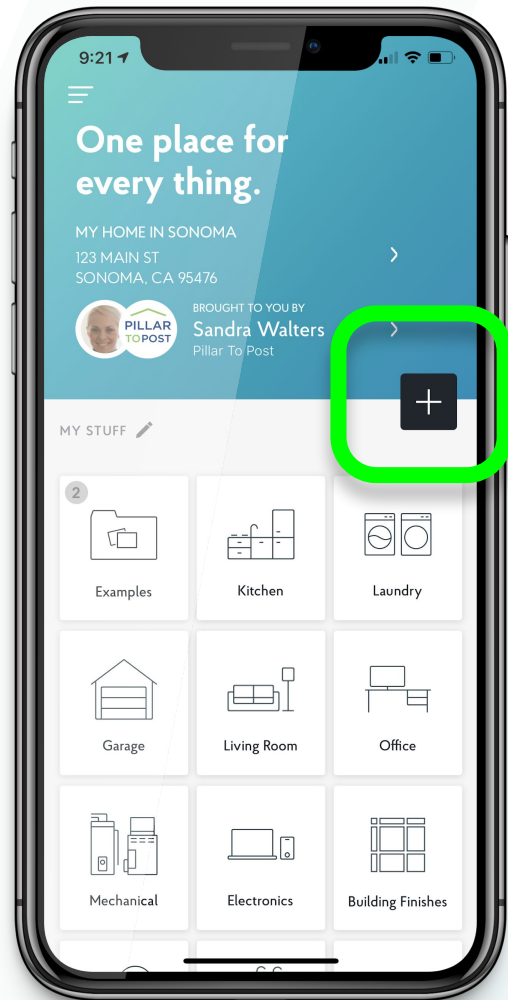 9:21
One place for
every thing.
MY HOME IN SONOMA
123 MAIN ST
SONOMA, CA 95476
PILLAR
TOPOST
BROUGHT TO YOU BY
Sandra Walters
Pillar To Post
MY STUFF
2
Examples
Kitchen
Laundry
Garage
Living Room
Office
Mechanical
Electronics
Building Finishes